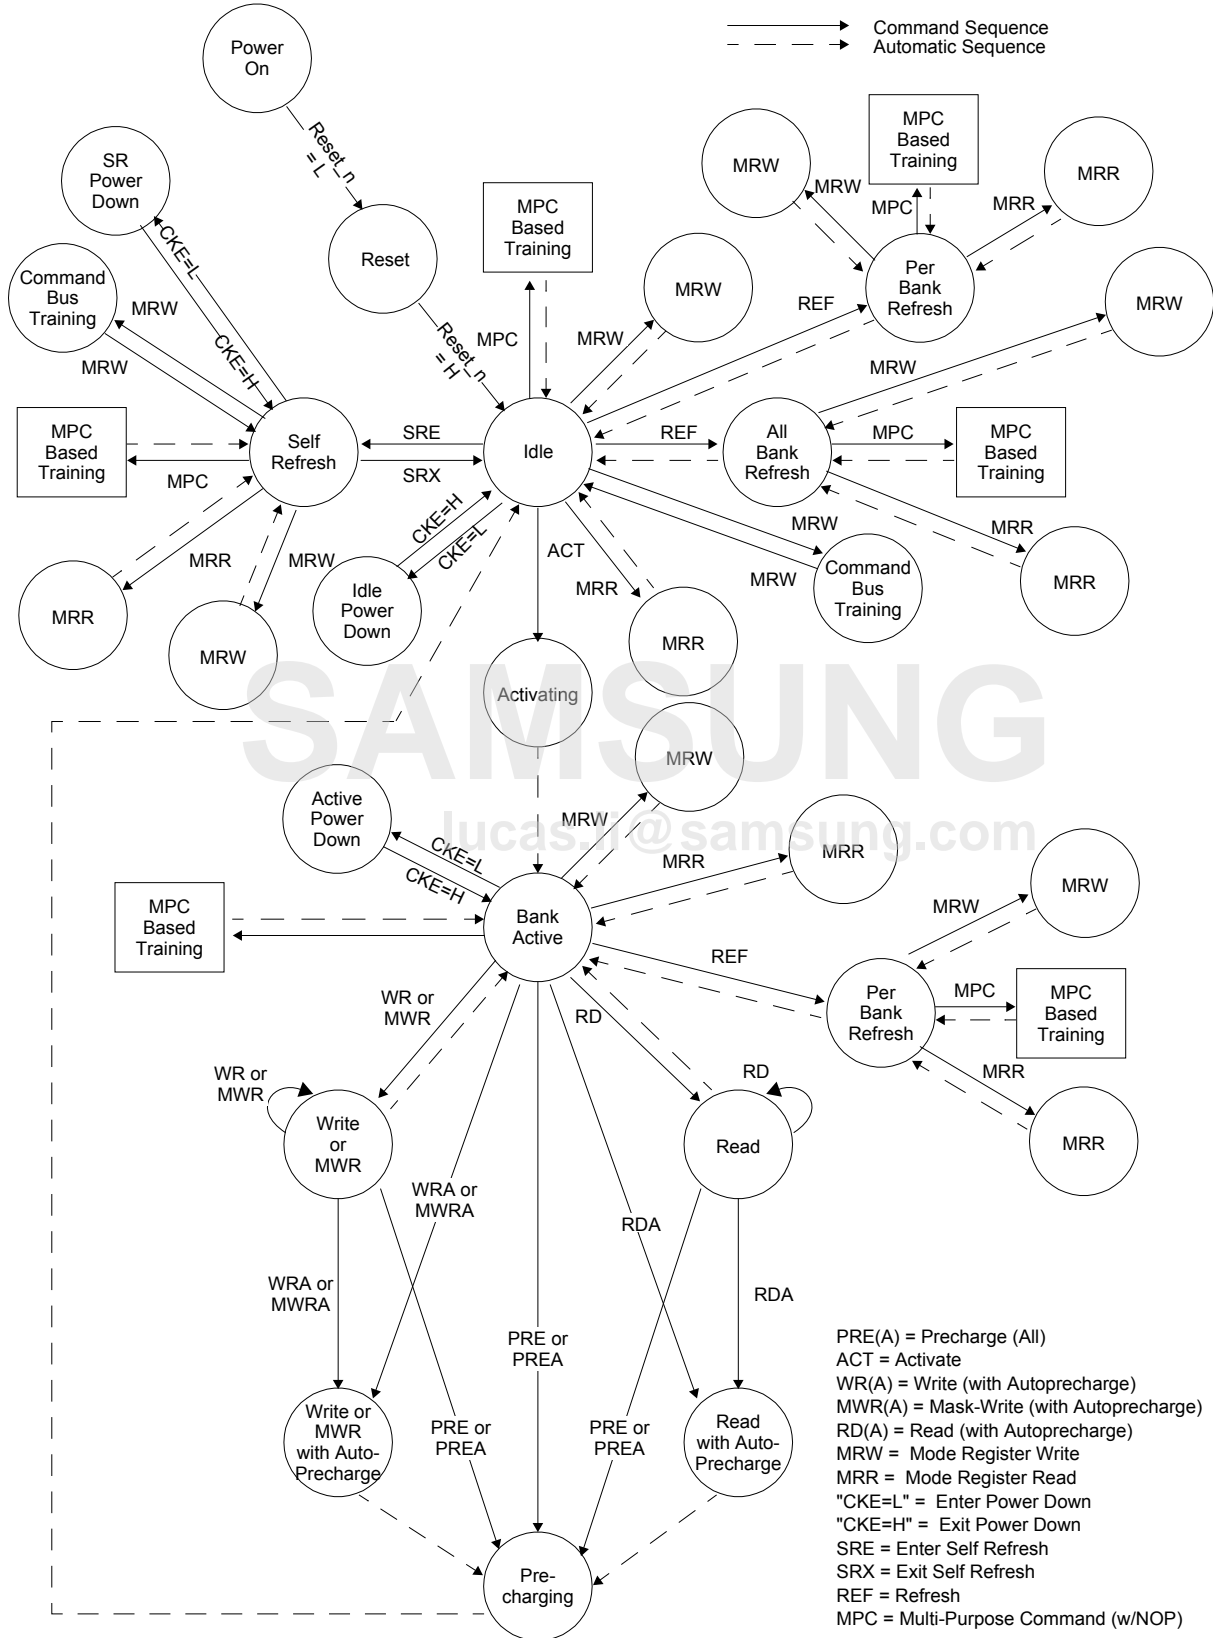 Command Sequence
Automatic Sequence
Power
On
Reset_n
= L
SR
Power
Down
MPC
Based
Training
MRW
MPC
Based
Training
MRR
MRW
MPC
MRR
Reset
CKE=L
Command
Bus
Training
MRW
MRW
CKE=H
Reset_n
= H
MPC
MRW
MRW
REF
Per
Bank
Refresh
MRW
MRW
MPC
Based
Training
MPC
Self
Refresh
SRE
SRX
Idle
REF
All
Bank
Refresh
MPC
MPC
Based
Training
MRR
MRW
MRR
MRW
CKE=H
CKE=L
Idle
Power
Down
ACT
MRR
MRR
MRW
MRW
Command
Bus
Training
MRR
MRR
Activating
SAMSUNG
lucas.li@samsung.com
MRW
MRW
Active
Power
Down
CKE=L
CKE=H
MRR
MRR
MPC
Based
Training
Bank
Active
REF
MRW
MRW
Per
Bank
Refresh
MPC
MPC
Based
Training
MRR
MRR
WR or
MWR
RD
WR or
MWR
Write
or
MWR
RD
Read
WRA or
MWRA
RDA
WRA or
MWRA
RDA
PRE or
PREA
Write or
MWR
with Auto-
Precharge
PRE or
PREA
PRE or
PREA
Read
with Auto-
Precharge
Pre-
charging
PRE(A) = Precharge (All)
ACT = Activate
WR(A) = Write (with Autoprecharge)
MWR(A) = Mask-Write (with Autoprecharge)
RD(A) = Read (with Autoprecharge)
MRW = Mode Register Write
MRR = Mode Register Read
"CKE=L" = Enter Power Down
"CKE=H" = Exit Power Down
SRE = Enter Self Refresh
SRX = Exit Self Refresh
REF = Refresh
MPC = Multi-Purpose Command (w/NOP)